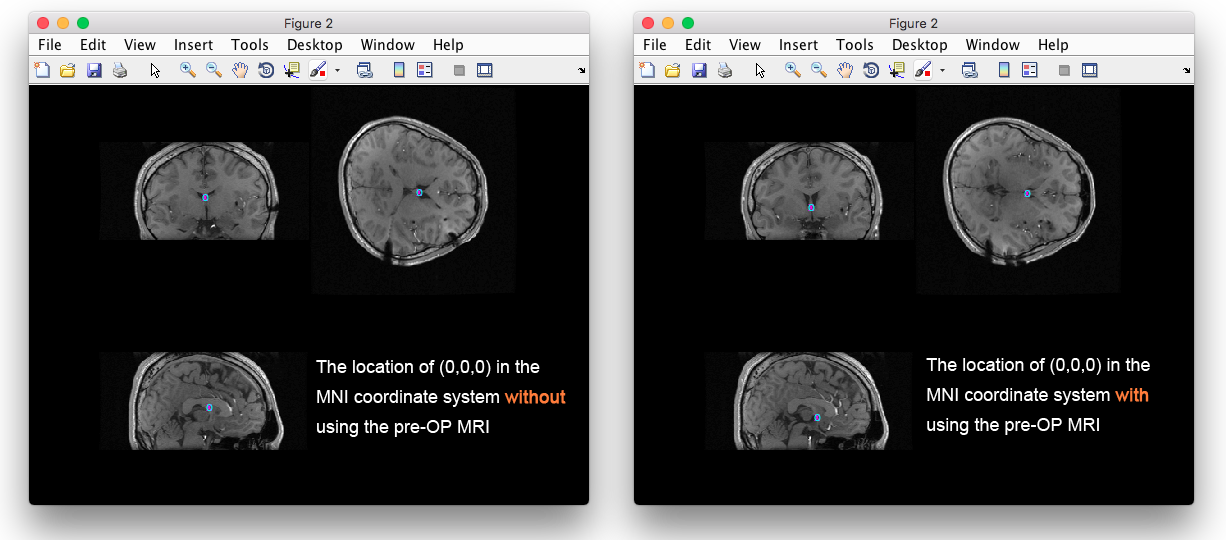 Figure 2
File Edit View Insert Tools Desktop Window Help
The location of (0,0,0) in the
MNI coordinate system without
using the pre-OP MRI
Figure 2
File Edit View Insert Tools Desktop Window Help
The location of (0,0,0) in the
MNI coordinate system with
using the pre-OP MRI